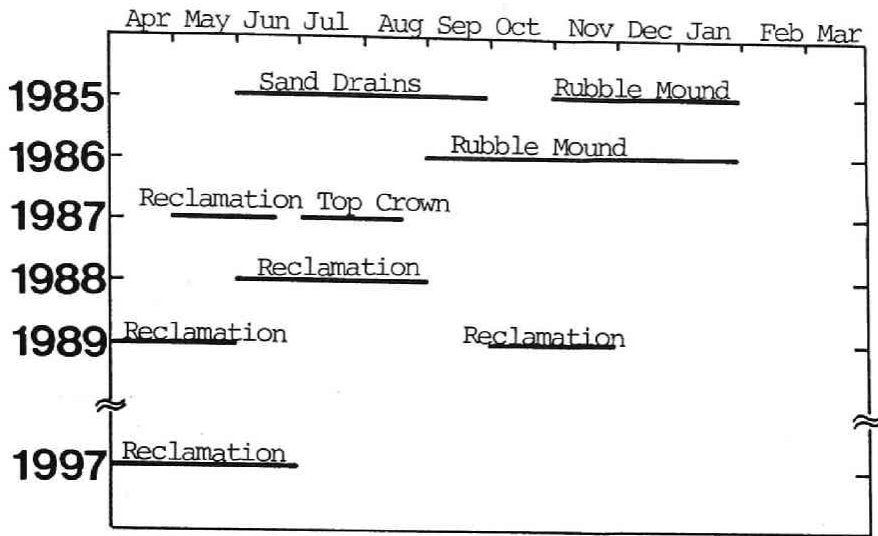 Apr May Jun Jul Aug Sep Oct Nov Dec Jan Feb Mar
1985 Sand Drains Rubble Mound
1986 Rubble Mound
1987 Reclamation Top Crown
1988 Reclamation
1989 Reclamation Reclamation
1997 Reclamation